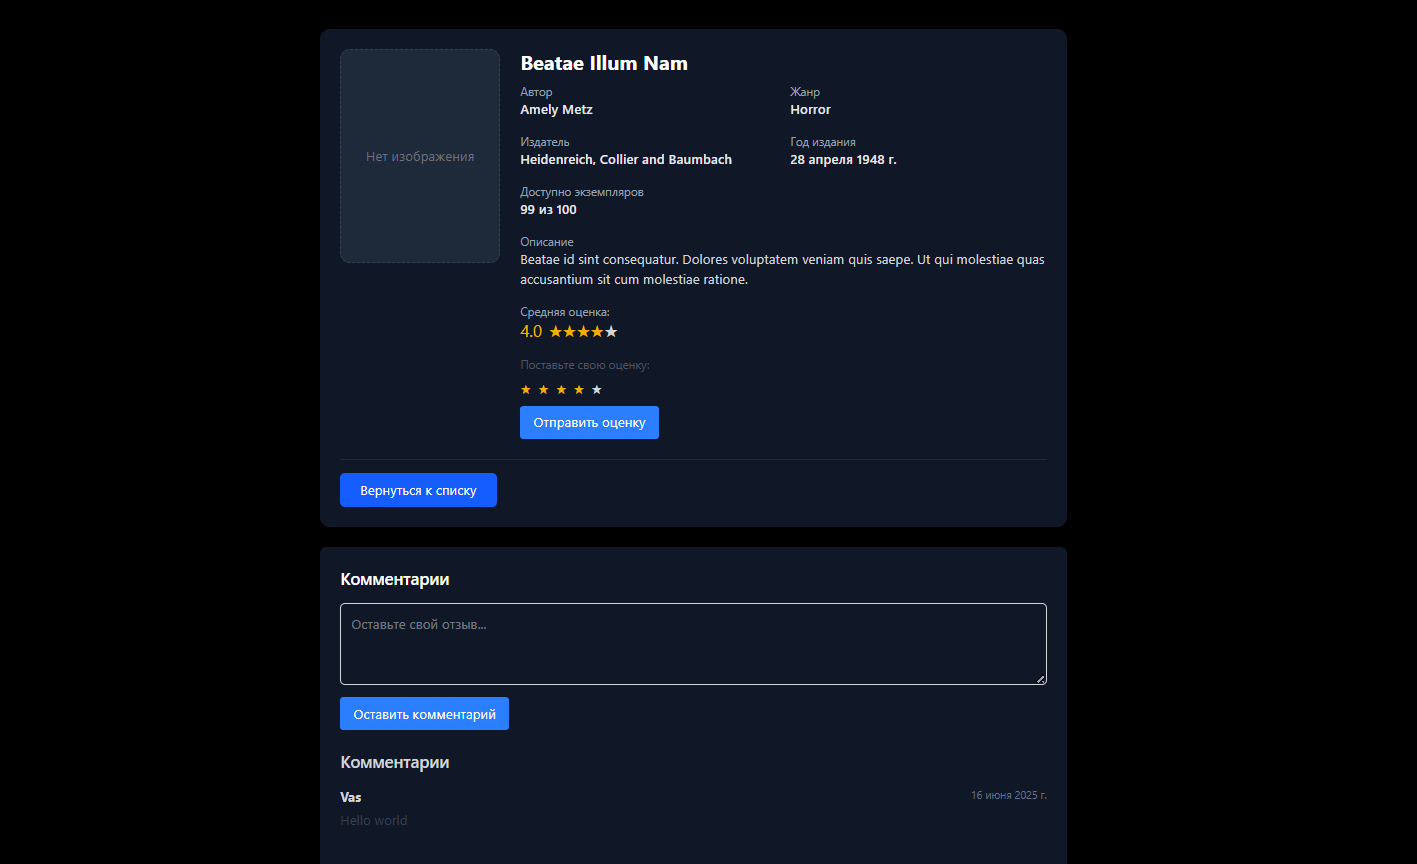 Нет изображения
Beatae Illum Nam
Автор
Amely Metz
Жанр
Horror
Издатель
Heidenreich, Collier and Baumbach
Год издания
28 апреля 1948 г.
Доступно экземпляров
99 из 100
Описание
Beatae id sint consequatur. Dolores voluptatem veniam quis saepe. Ut qui molestiae quas
accusantium sit cum molestiae ratione.
Средняя оценка:
4.0 ★★★★★
Поставьте свою оценку:
★ ★ ★ ★ ★
Отправить оценку
Вернуться к списку
Комментарии
Оставьте свой отзыв...
Оставить комментарий
Комментарии
Vas
16 июня 2025 г.
Hello world